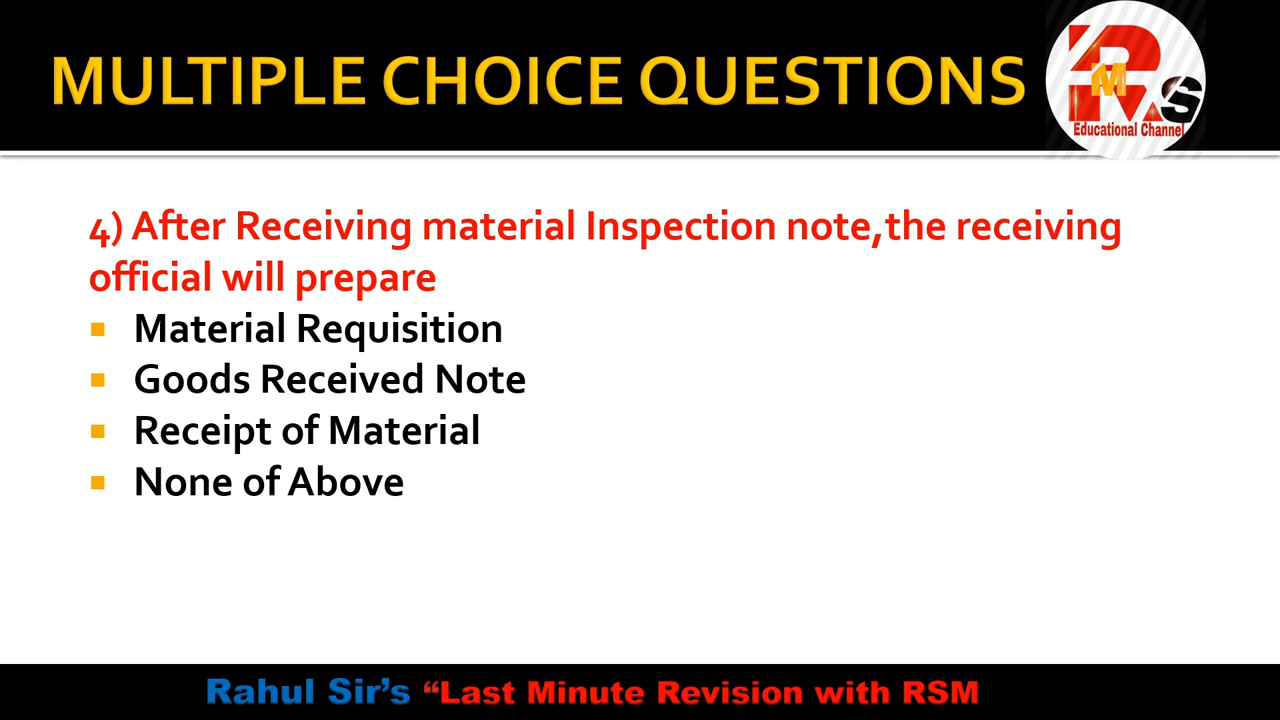 MULTIPLE CHOICE QUESTIONS
RMS
Educational Channel
4) After Receiving material Inspection note,the receiving
official will prepare
Material Requisition
Goods Received Note
Receipt of Material
None of Above
Rahul Sir's "Last Minute Revision with RSM